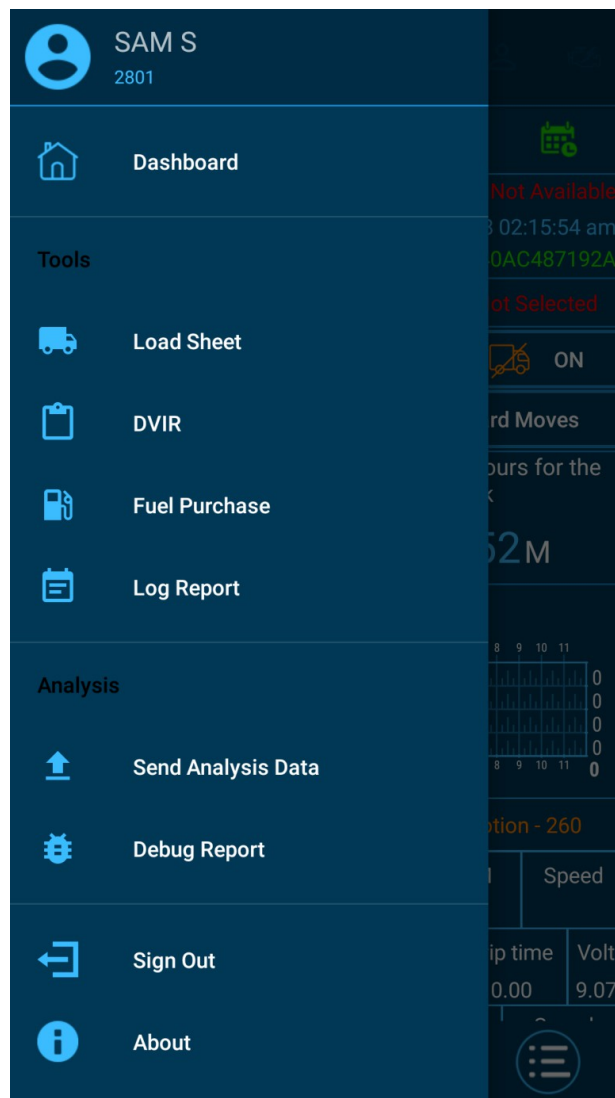 SAM S
2801
Dashboard
Tools
Load Sheet
DVIR
Fuel Purchase
Log Report
Analysis
Send Analysis Data
Debug Report
Sign Out
About
Not Available
02:15:54 am
0AC487192A
ot Selected
ON
rd Moves
ours for the
52 M
8 9 10 11
0
0
0
0
8 9 10 11 0
ption - 260
Speed
ip time Volt
0.00 9.07